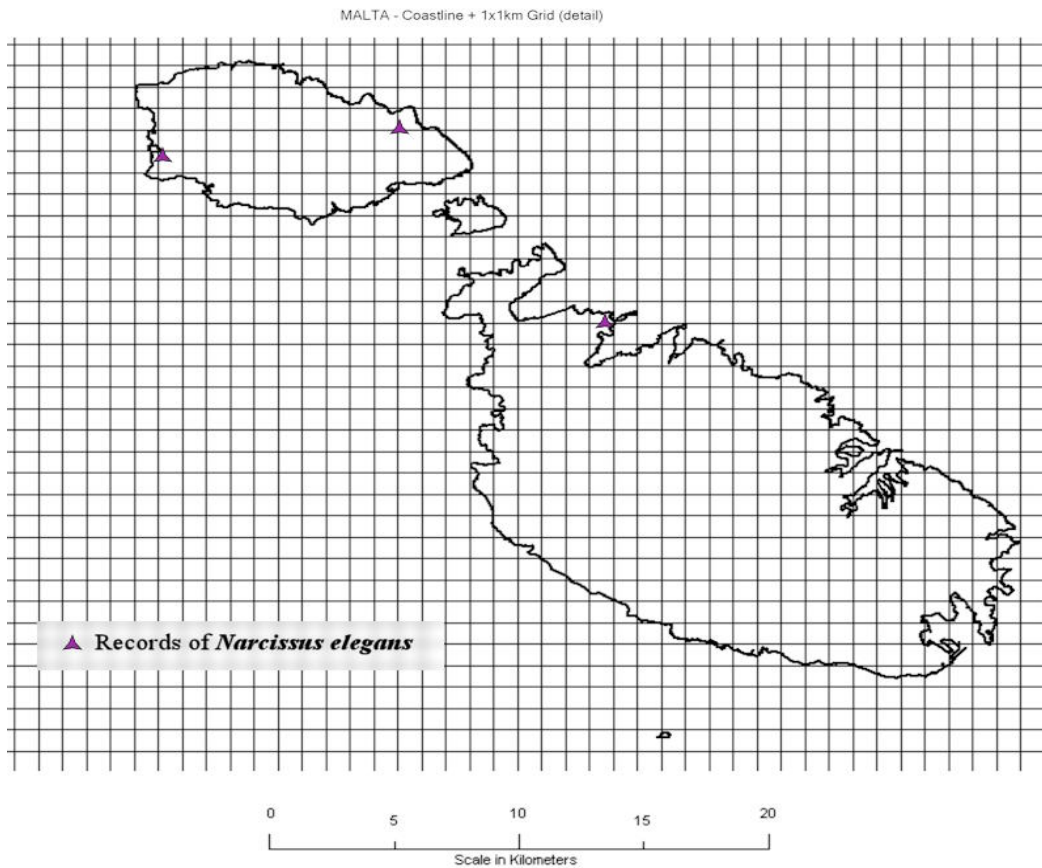 MALTA - Coastline + 1x1km Grid (detail)
Records of Narcissus elegans
0 5 10 15 20
Scale in Kilometers